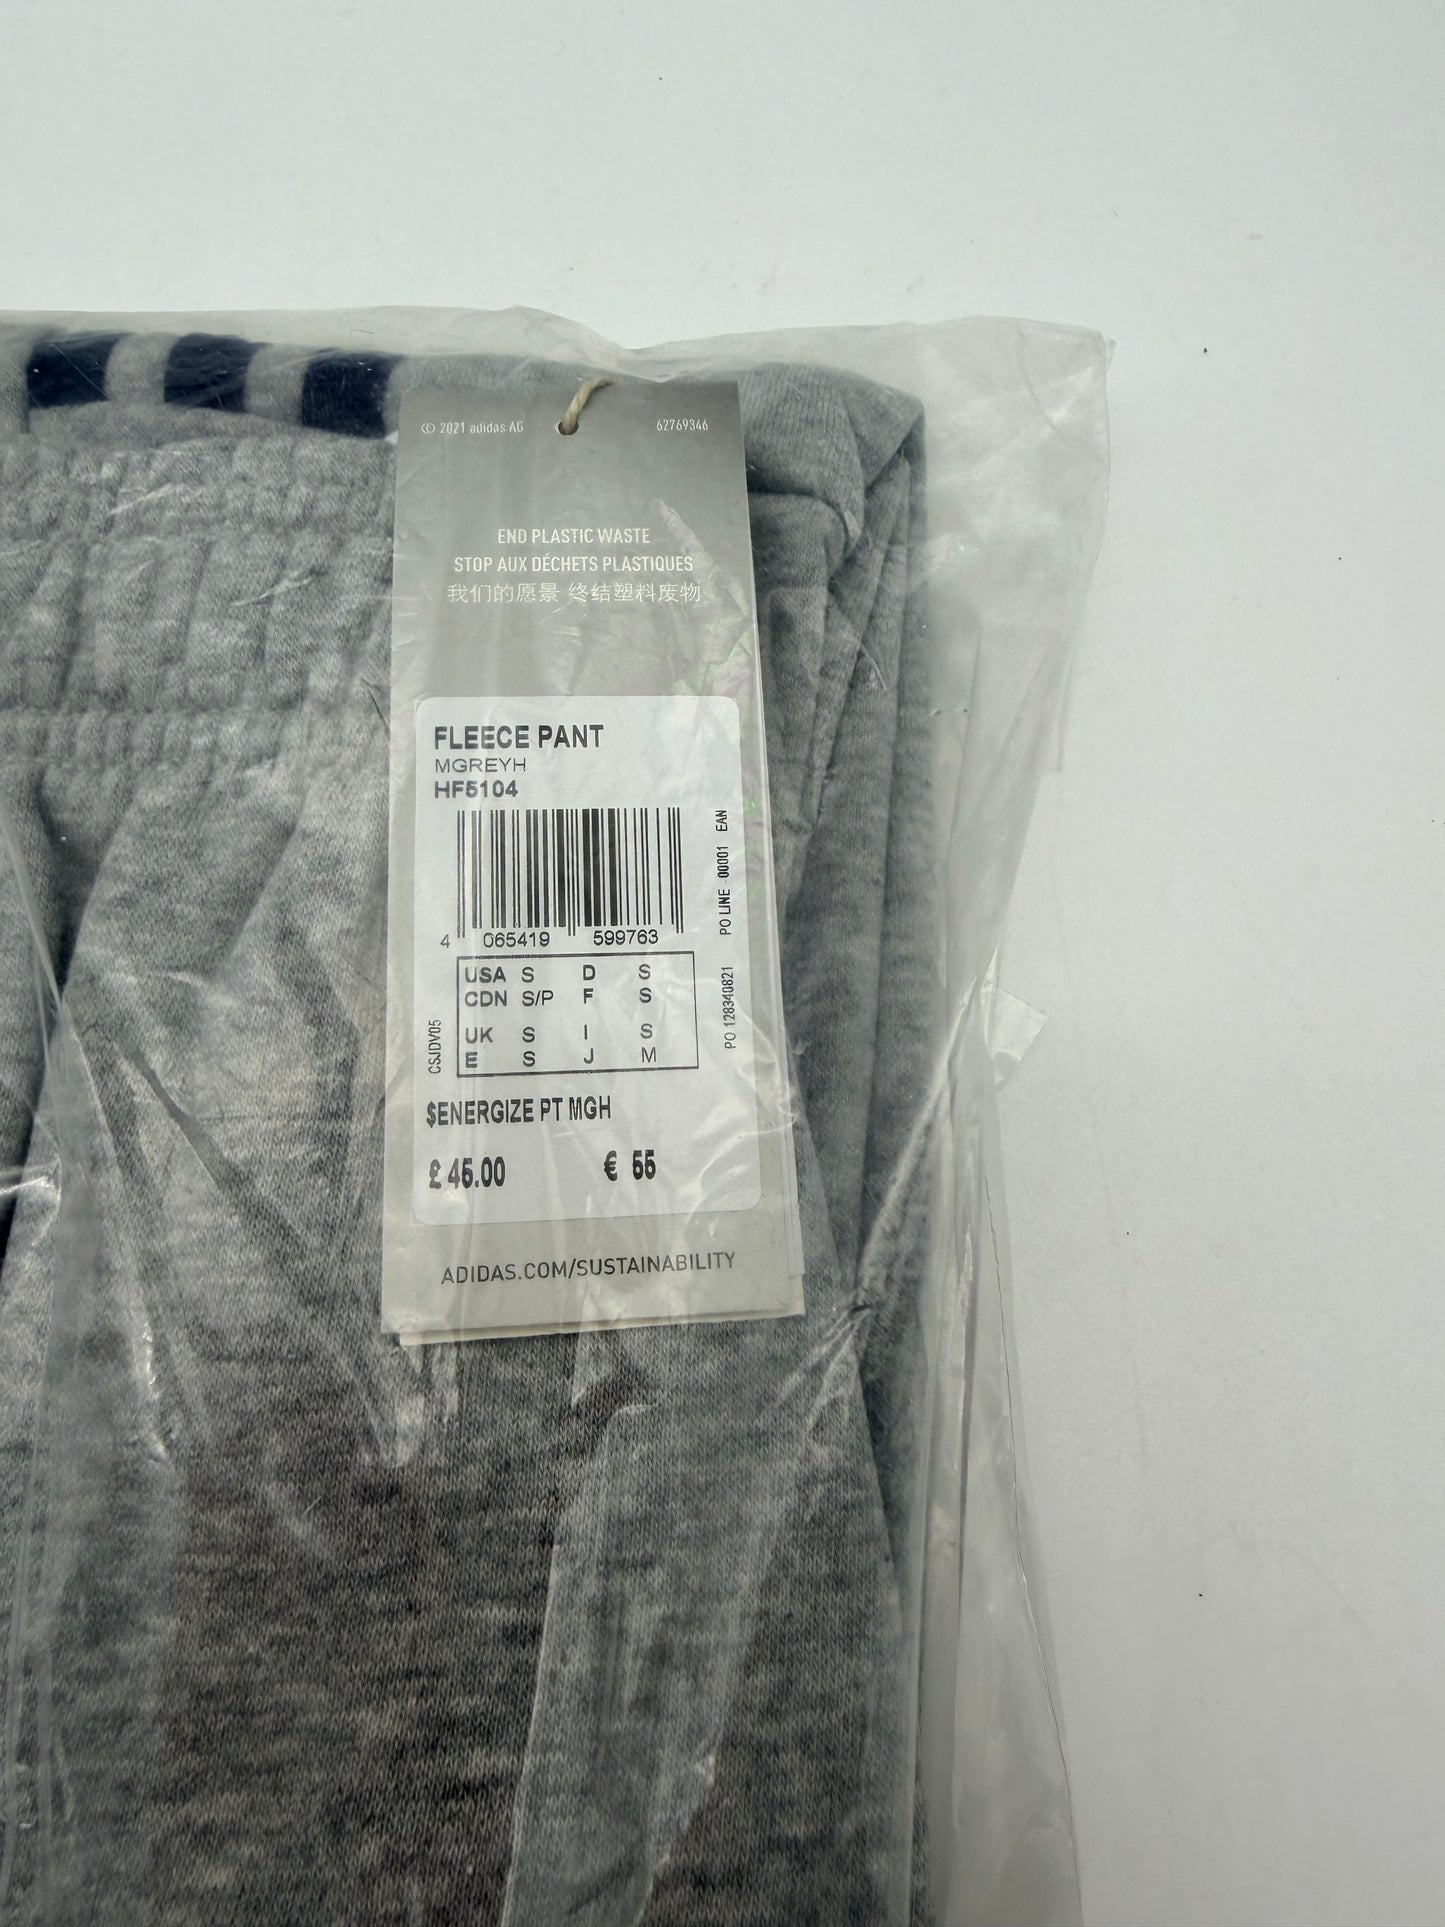 © 2021 adidas AG 62769346
END PLASTIC WASTE
STOP AUX DÉCHETS PLASTIQUES
我们的愿景 终结塑料废物
FLEECE PANT
MGREYH
HF5104
4 065419 599763
USA S D S
CDN S/P F S
UK S I S
E S J M
CSJDV05
PO 128340821 PO LINE 00001 EAN
$ENERGIZE PT MGH
£ 45.00 € 55
ADIDAS.COM/SUSTAINABILITY